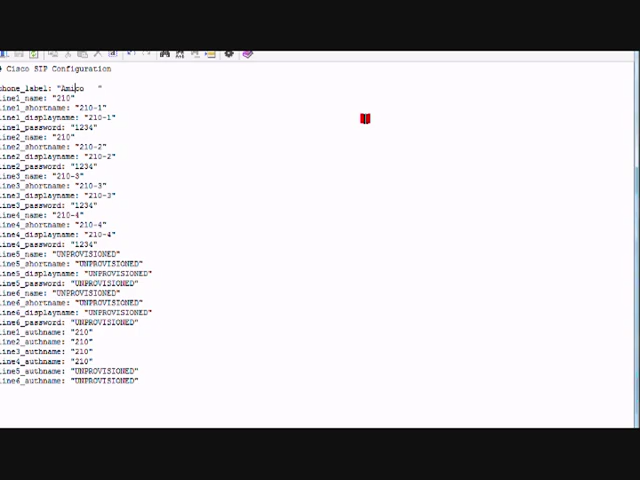 # Cisco SIP Configuration
phone_label: "Amico   "
line1_name: "210"
line1_shortname: "210-1"
line1_displayname: "210-1"
line1_password: "1234"
line2_name: "210"
line2_shortname: "210-2"
line2_displayname: "210-2"
line2_password: "1234"
line3_name: "210-3"
line3_shortname: "210-3"
line3_displayname: "210-3"
line3_password: "1234"
line4_name: "210-4"
line4_shortname: "210-4"
line4_displayname: "210-4"
line4_password: "1234"
line5_name: "UNPROVISIONED"
line5_shortname: "UNPROVISIONED"
line5_displayname: "UNPROVISIONED"
line5_password: "UNPROVISIONED"
line6_name: "UNPROVISIONED"
line6_shortname: "UNPROVISIONED"
line6_displayname: "UNPROVISIONED"
line6_password: "UNPROVISIONED"
line1_authname: "210"
line2_authname: "210"
line3_authname: "210"
line4_authname: "210"
line5_authname: "UNPROVISIONED"
line6_authname: "UNPROVISIONED"